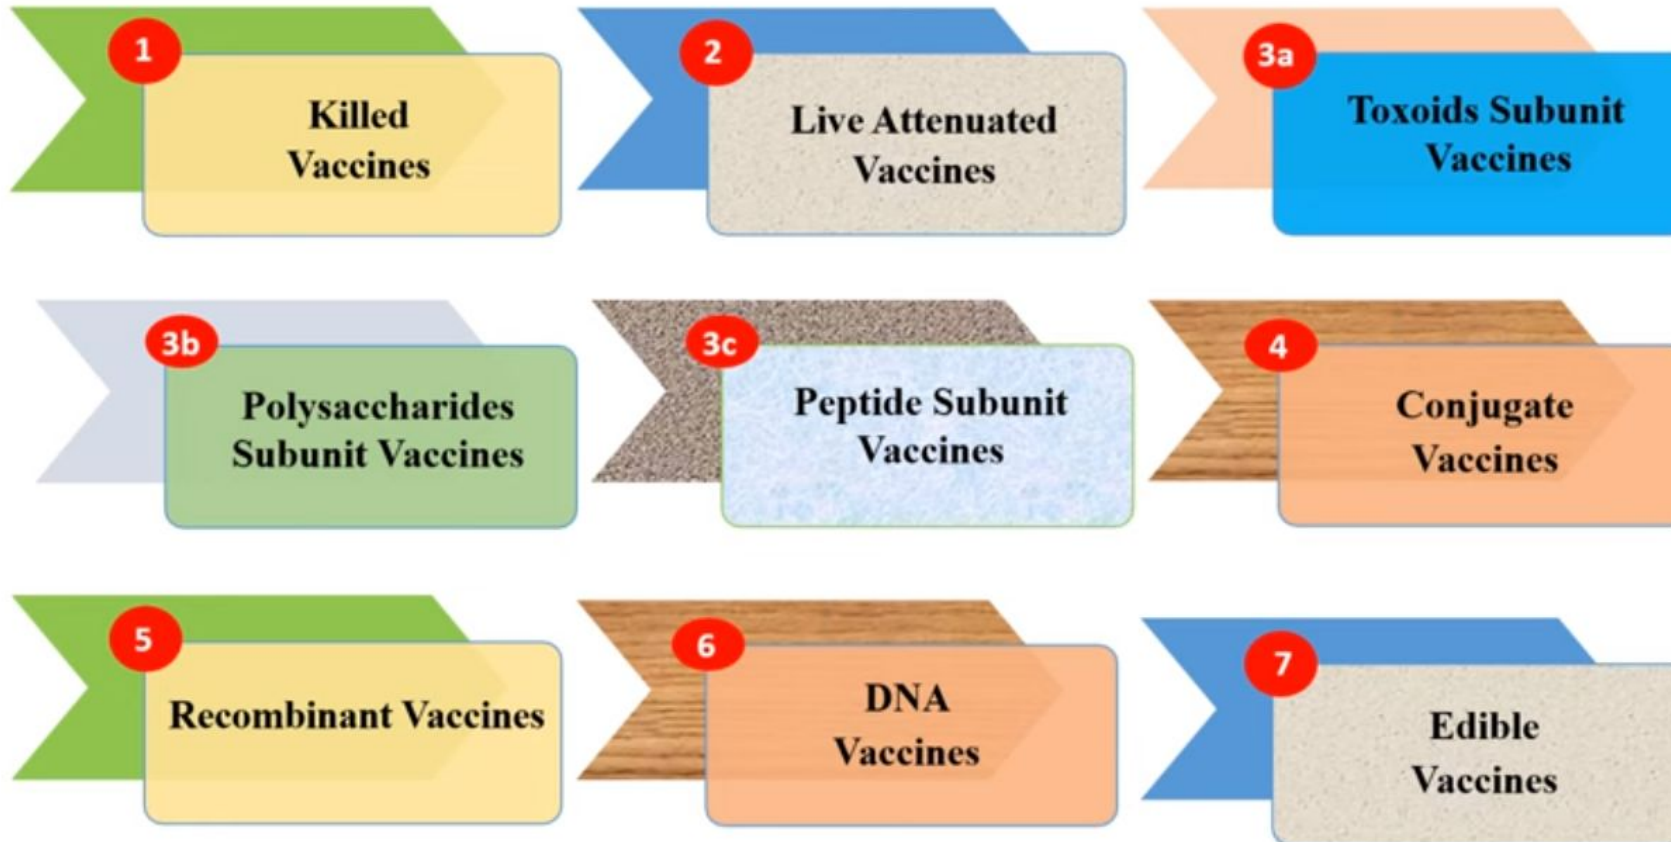 1
Killed
Vaccines
2
Live Attenuated
Vaccines
3a
Toxoids Subunit
Vaccines
3b
Polysaccharides
Subunit Vaccines
3c
Peptide Subunit
Vaccines
4
Conjugate
Vaccines
5
Recombinant Vaccines
6
DNA
Vaccines
7
Edible
Vaccines